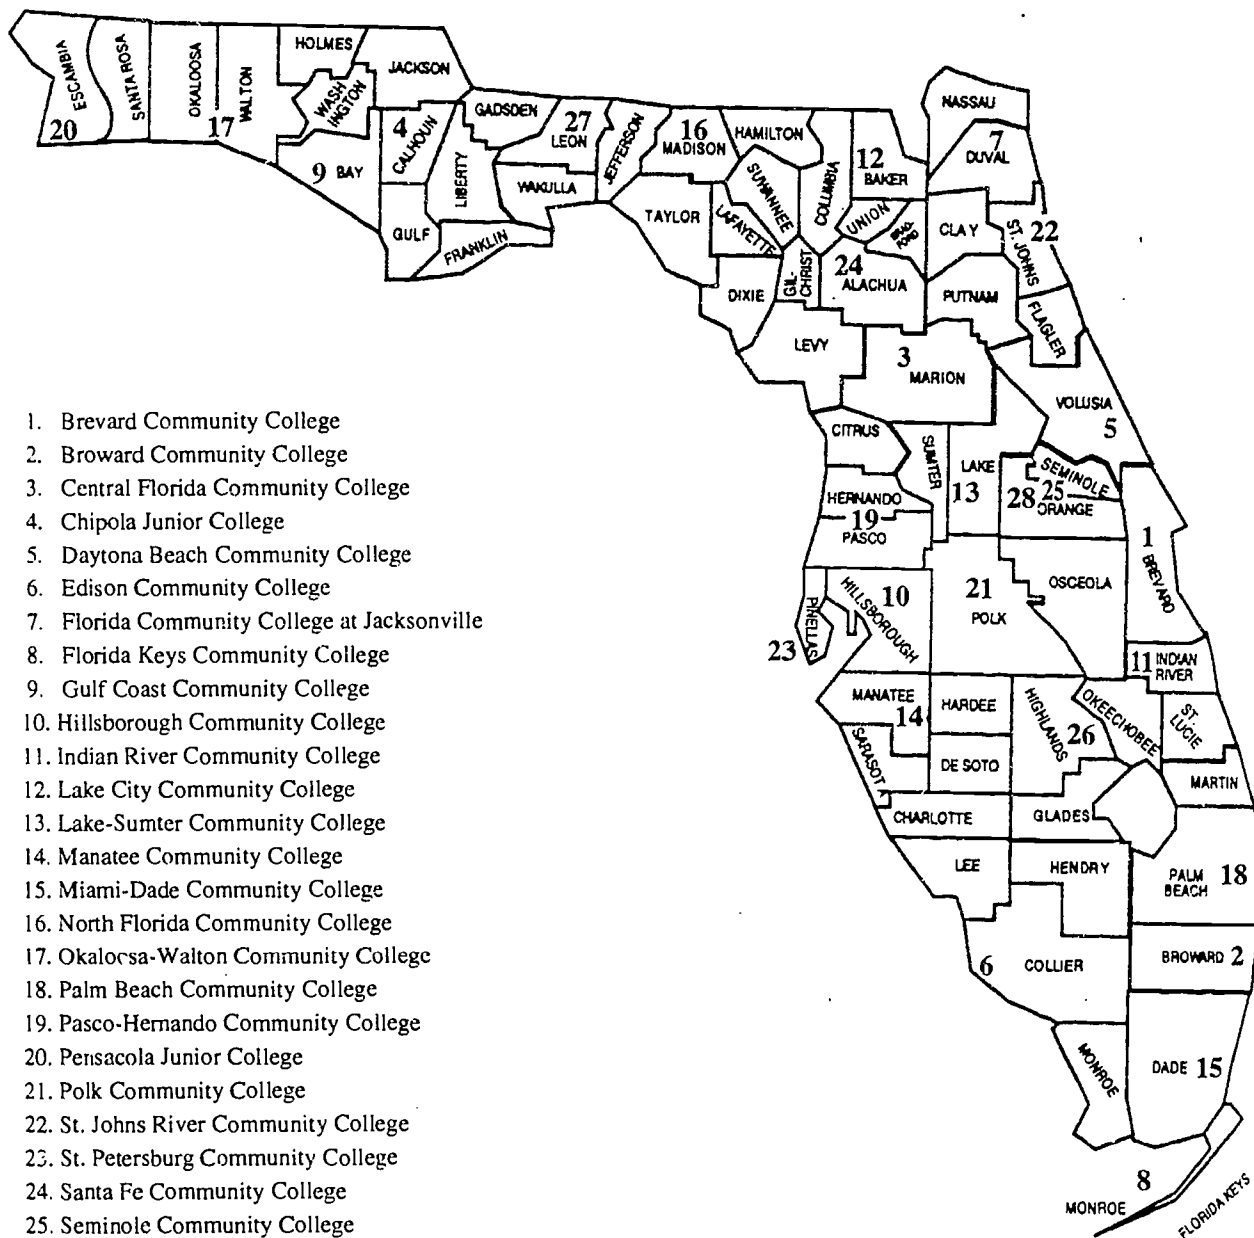 HOLMES
JACKSON
ESCAMBIA
SANTA ROSA
OKALOOSA
WALTON
WASH
INGTON
20
17
4
CALHOUN
9 BAY
GADSDEN
27
LEON
JEFFERSON
16
MADISON
HAMILTON
LIBERTY
WAKULLA
GULF
FRANKLIN
TAYLOR
LAFAYETTE
SUWANNEE
COLUMBIA
12
BAKER
NASSAU
7
DUVAL
UNION
BRAD-
FORD
CLAY
ST. JOHNS
22
DIXIE
GIL-
CHRIST
24
ALACHUA
PUTNAM
FLAGLER
LEVY
3
MARION
VOLUSIA
5
CITRUS
SUMTER
LAKE
13
SEMINOLE
28 25
ORANGE
HERNANDO
19
PASCO
1
BREVARD
PINELLAS
23
HILLSBOROUGH
10
21
POLK
OSCEOLA
11 INDIAN
RIVER
MANATEE
14
HARDEE
HIGHLANDS
26
OKEECHOBEE
ST.
LUCIE
SARASOTA
DE SOTO
MARTIN
CHARLOTTE
GLADES
LEE
HENDRY
PALM
BEACH
18
6
COLLIER
BROWARD 2
MONROE
DADE 15
8
MONROE
FLORIDA KEYS
1. Brevard Community College
2. Broward Community College
3. Central Florida Community College
4. Chipola Junior College
5. Daytona Beach Community College
6. Edison Community College
7. Florida Community College at Jacksonville
8. Florida Keys Community College
9. Gulf Coast Community College
10. Hillsborough Community College
11. Indian River Community College
12. Lake City Community College
13. Lake-Sumter Community College
14. Manatee Community College
15. Miami-Dade Community College
16. North Florida Community College
17. Okaloosa-Walton Community College
18. Palm Beach Community College
19. Pasco-Hernando Community College
20. Pensacola Junior College
21. Polk Community College
22. St. Johns River Community College
23. St. Petersburg Community College
24. Santa Fe Community College
25. Seminole Community College